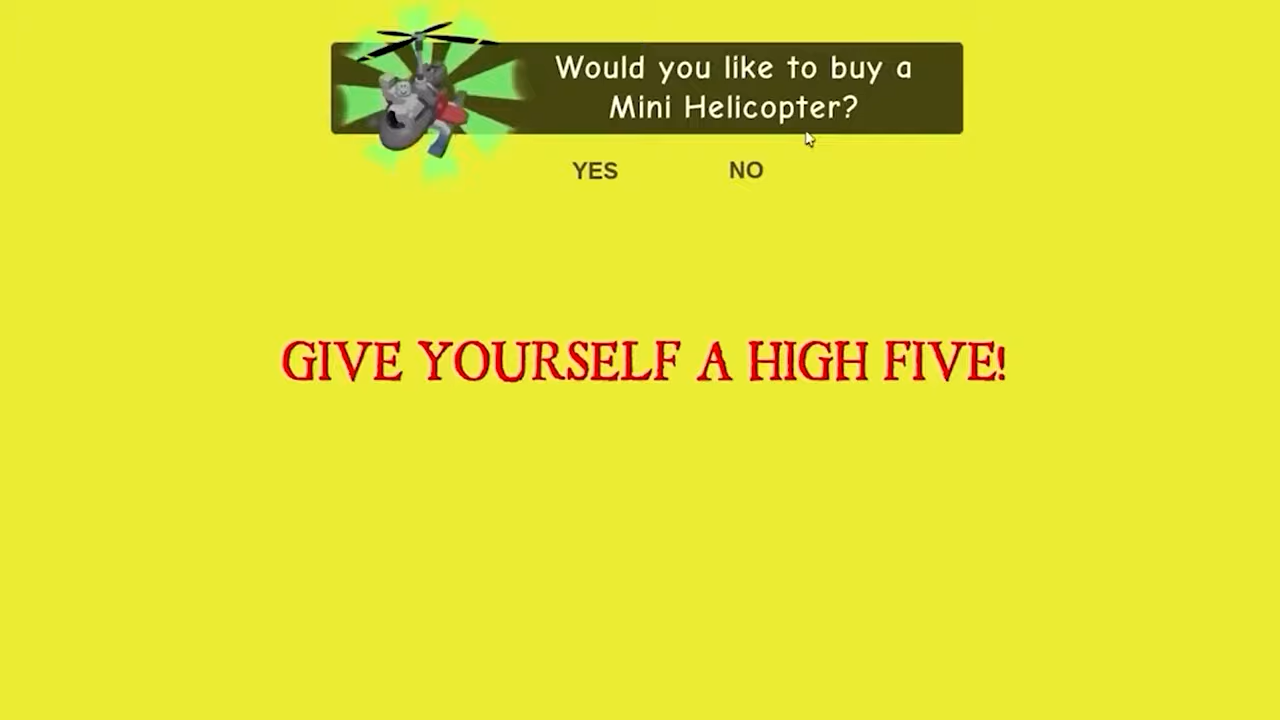 Would you like to buy a
Mini Helicopter?
YES NO
GIVE YOURSELF A HIGH FIVE!